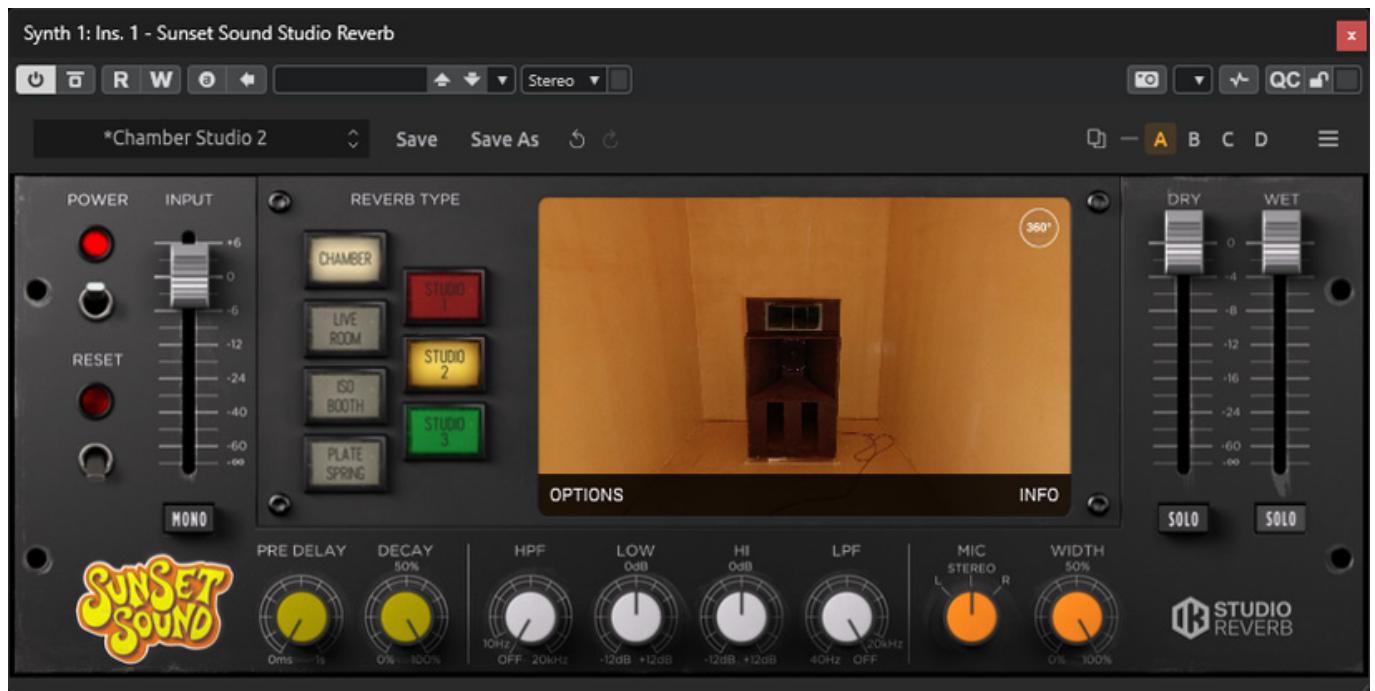 Synth 1: Ins. 1 - Sunset Sound Studio Reverb
x
R W a Stereo QC
*Chamber Studio 2 Save Save As A B C D
POWER INPUT REVERB TYPE DRY WET
360°
+6
0
-6
-12
-24
-40
-60
-∞
CHAMBER
LIVE
ROOM
ISO
BOOTH
PLATE
SPRING
STUDIO
1
STUDIO
2
STUDIO
3
RESET
MONO
OPTIONS INFO
0
-4
-8
-12
-16
-24
-60
-∞
SOLO SOLO
SUNSET
SOUND
PRE DELAY DECAY HPF LOW HI LPF MIC WIDTH
50% 0dB 0dB STEREO 50%
L R
10Hz 20kHz
0ms 1s 0% 100% OFF 20kHz -12dB +12dB -12dB +12dB 40Hz OFF 0% 100%
IK STUDIO
REVERB